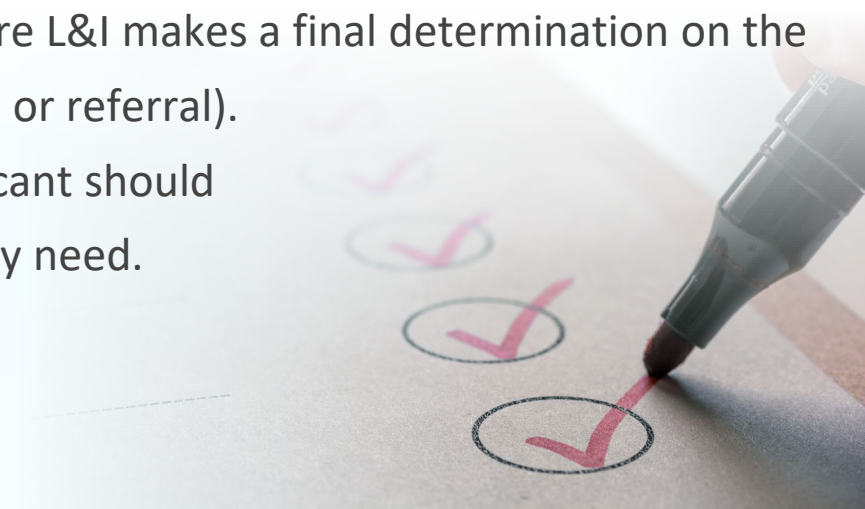 re L&I makes a final determination on the
or referral).
cant should
y need.